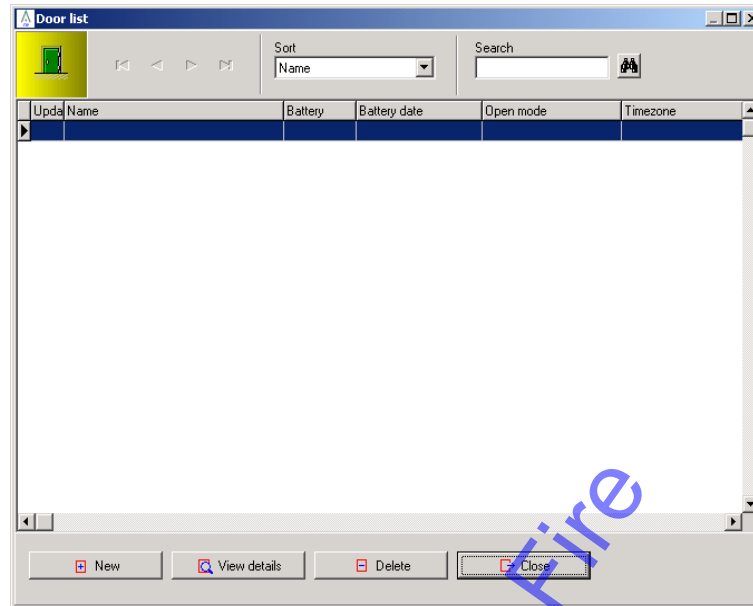 Door list
Sort
Search
Name
Upda Name Battery Battery date Open mode Timezone
New View details Delete Close
Fire